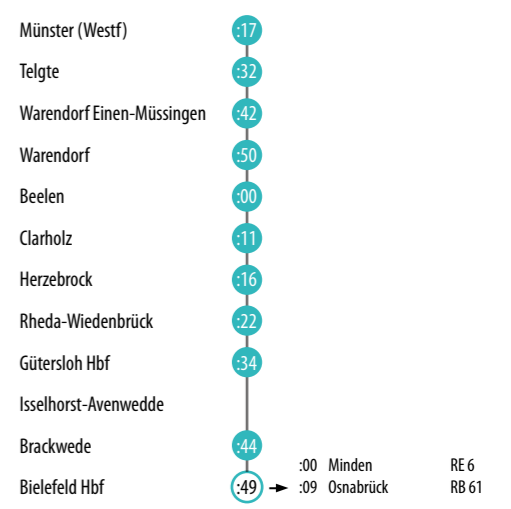 Münster (Westf) :17
Telgte :32
Warendorf Einen-Müssingen :42
Warendorf :50
Beelen :00
Clarholz :11
Herzebrock :16
Rheda-Wiedenbrück :22
Gütersloh Hbf :34
Isselhorst-Avenwedde
Brackwede :44
:00 Minden RE 6
Bielefeld Hbf :49 :09 Osnabrück RB 61